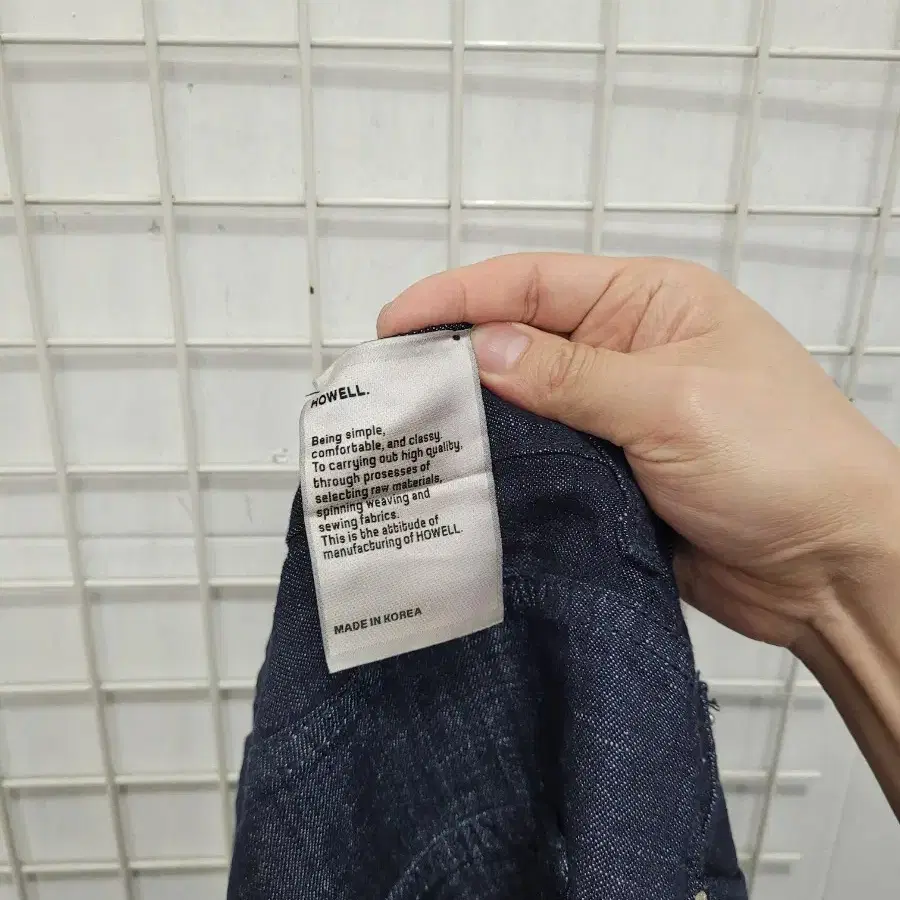 HOWELL.
Being simple,
comfortable, and classy.
To carrying out high quality,
through prosesses of
selecting raw materials,
spinning weaving and
sewing fabrics.
This is the attitude of
manufacturing of HOWELL.
MADE IN KOREA